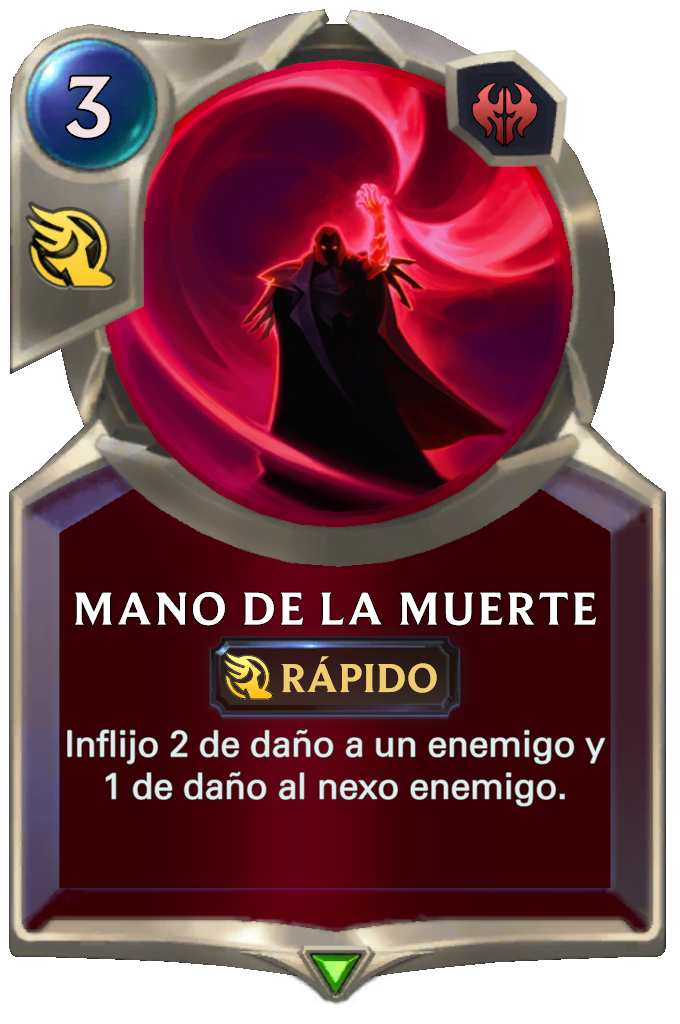 3
MANO DE LA MUERTE
RÁPIDO
Inflijo 2 de daño a un enemigo y
1 de daño al nexo enemigo.